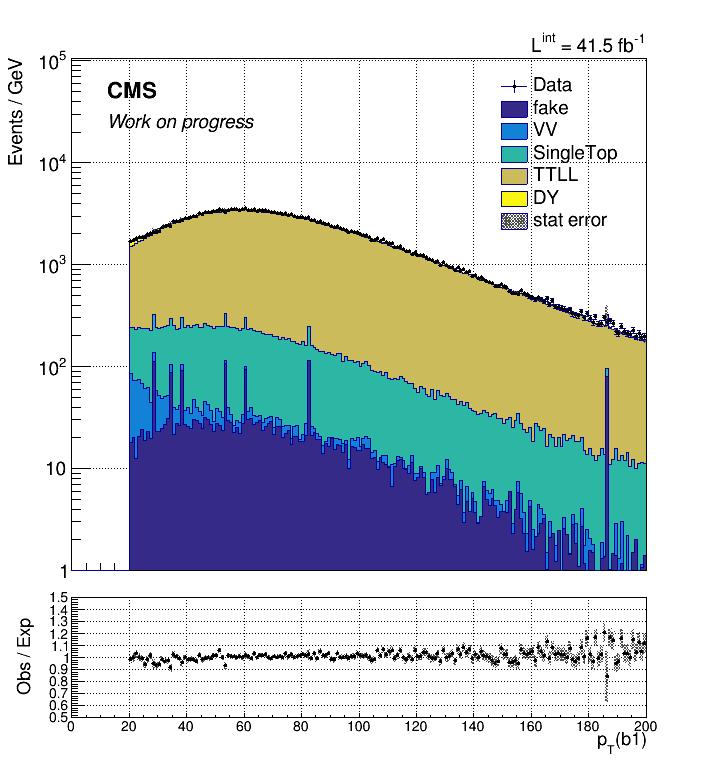 L^int = 41.5 fb^-1
Events / GeV
10^5
10^4
10^3
10^2
10
1
CMS
Work on progress
Data
fake
VV
SingleTop
TTLL
DY
stat error
Obs / Exp
1.5
1.4
1.3
1.2
1.1
1
0.9
0.8
0.7
0.6
0.5
0 20 40 60 80 100 120 140 160 180 200
p_T(b1)